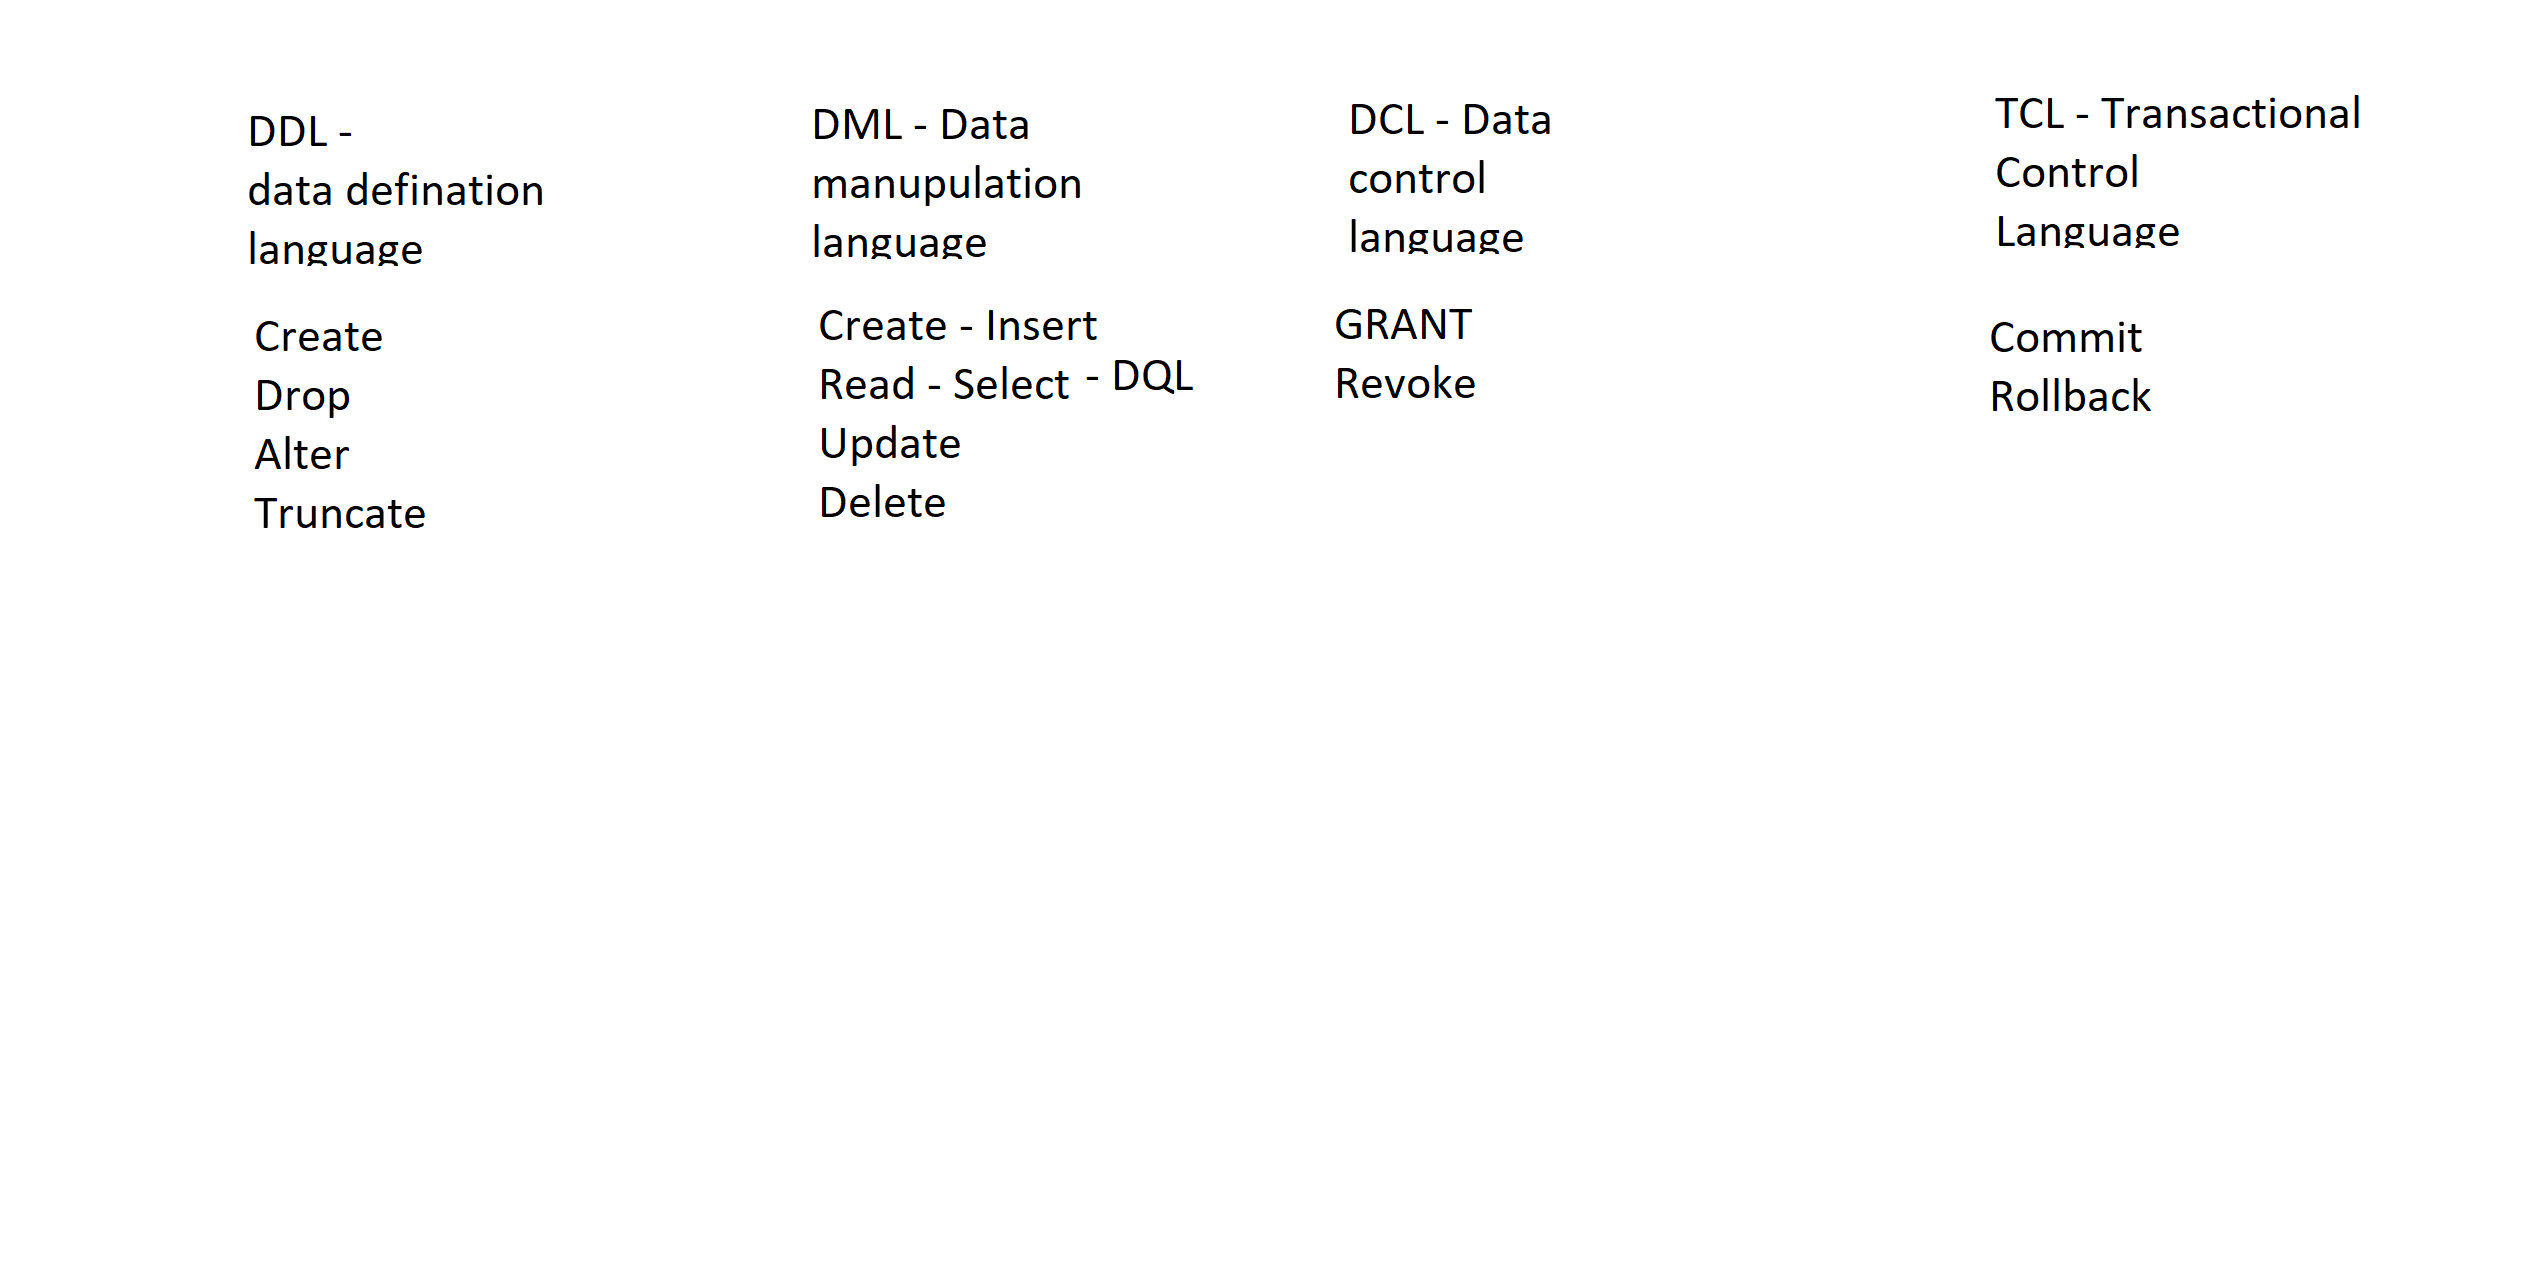 DDL -
data defination
language
Create
Drop
Alter
Truncate
DML - Data
manupulation
language
Create - Insert
Read - Select - DQL
Update
Delete
DCL - Data
control
language
GRANT
Revoke
TCL - Transactional
Control
Language
Commit
Rollback